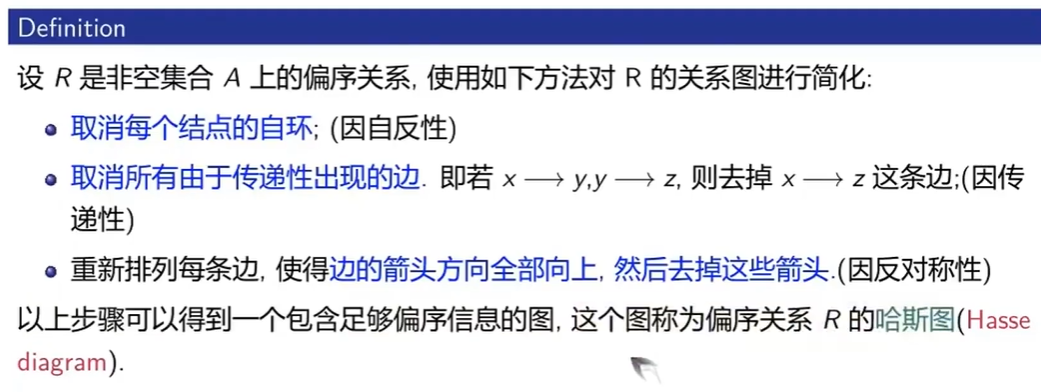 Definition
设 R 是非空集合 A 上的偏序关系, 使用如下方法对 R 的关系图进行简化:
取消每个结点的自环; (因自反性)
取消所有由于传递性出现的边. 即若 x ⟶ y,y ⟶ z, 则去掉 x ⟶ z 这条边;(因传
递性)
重新排列每条边, 使得边的箭头方向全部向上, 然后去掉这些箭头.(因反对称性)
以上步骤可以得到一个包含足够偏序信息的图, 这个图称为偏序关系 R 的哈斯图(Hasse
diagram).